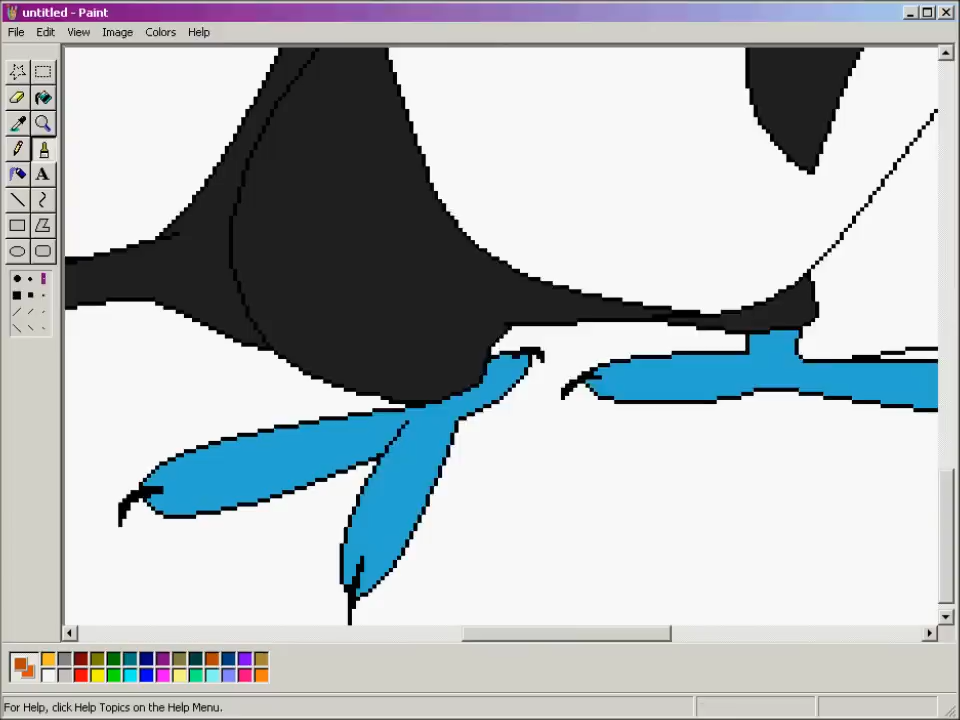 untitled - Paint
File Edit View Image Colors Help
A
For Help, click Help Topics on the Help Menu.